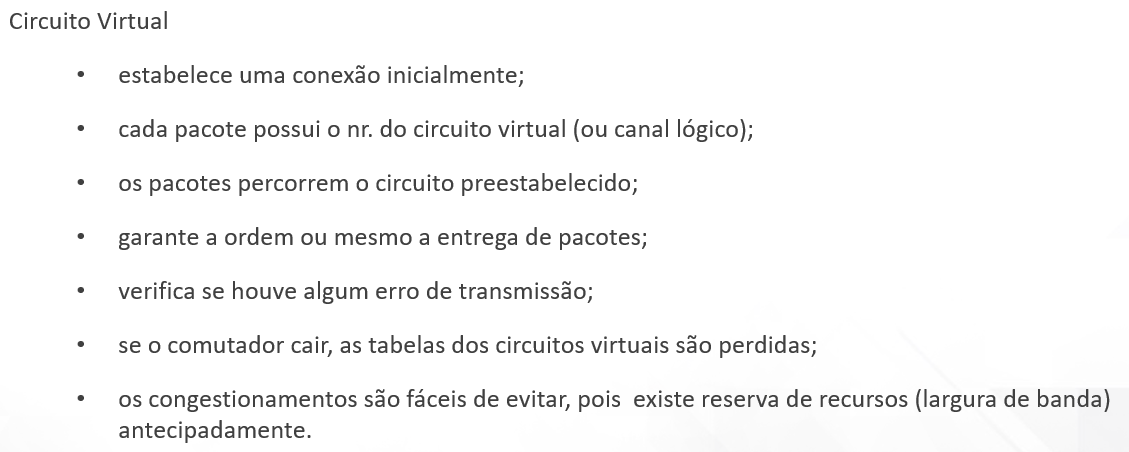 Circuito Virtual
• estabelece uma conexão inicialmente;
• cada pacote possui o nr. do circuito virtual (ou canal lógico);
• os pacotes percorrem o circuito preestabelecido;
• garante a ordem ou mesmo a entrega de pacotes;
• verifica se houve algum erro de transmissão;
• se o comutador cair, as tabelas dos circuitos virtuais são perdidas;
• os congestionamentos são fáceis de evitar, pois  existe reserva de recursos (largura de banda)
antecipadamente.